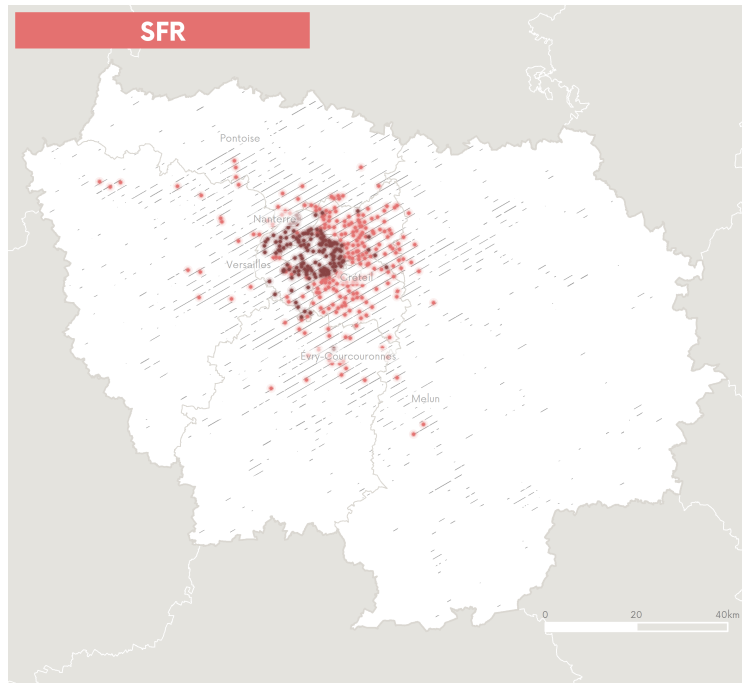 SFR
Pontoise
Nanterre
Versailles
Créteil
Évry-Courcouronnes
Melun
0 20 40km